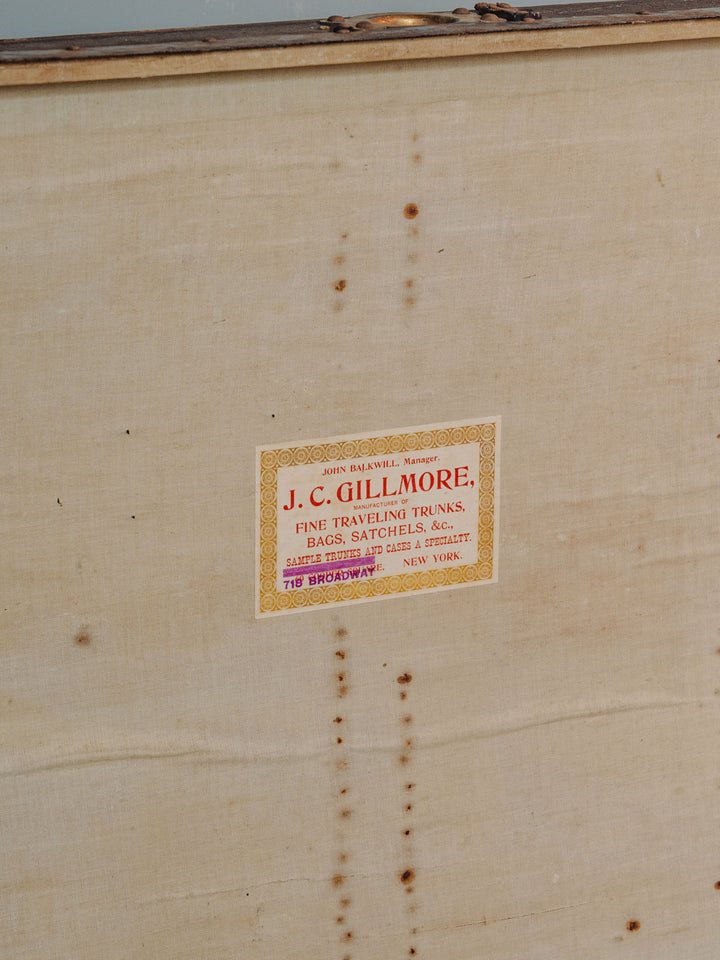 JOHN BALKWILL, Manager.
J. C. GILLMORE,
MANUFACTURER OF
FINE TRAVELING TRUNKS,
BAGS, SATCHELS, &c.,
SAMPLE TRUNKS AND CASES A SPECIALTY.
NEW YORK.
718 BROADWAY